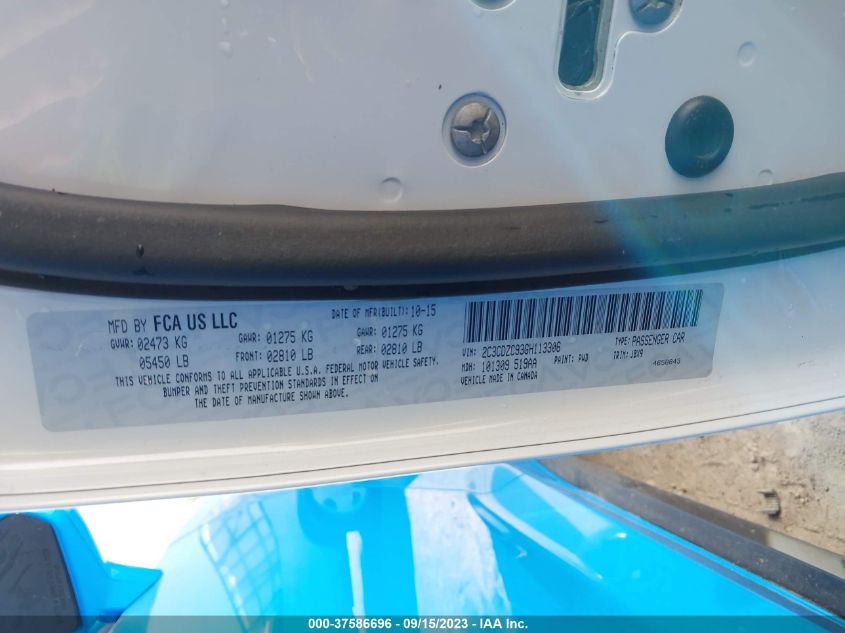 MFD BY FCA US LLC
DATE OF MFR(BUILT): 10-15
GVWR: 02473 KG GAWR: 01275 KG GAWR: 01275 KG
05450 LB FRONT: 02810 LB REAR: 02810 LB
THIS VEHICLE CONFORMS TO ALL APPLICABLE U.S.A. FEDERAL MOTOR VEHICLE SAFETY,
BUMPER AND THEFT PREVENTION STANDARDS IN EFFECT ON
THE DATE OF MANUFACTURE SHOWN ABOVE.
VIN: 2C3CDZC93GH113306 TYPE: PASSENGER CAR
MDH: 101309 519AA PAINT: PW3 TRIM: JBX9
VEHICLE MADE IN CANADA 4656643
000-37586696 - 09/15/2023 - IAA Inc.